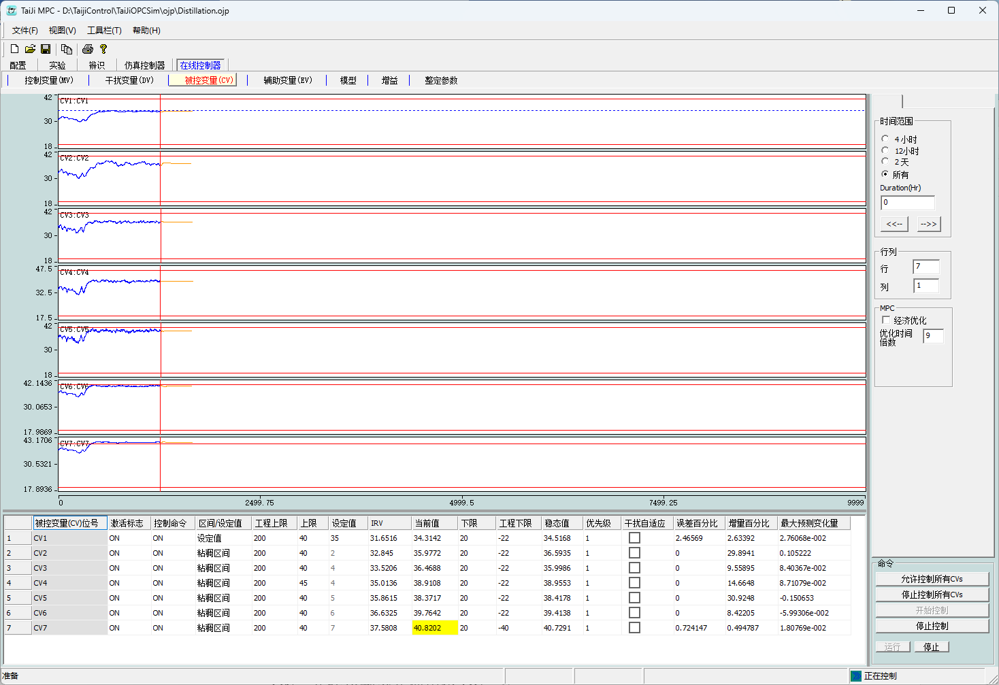 TaiJi MPC - D:\TaijiControl\TaiJiOPCSim\ojp\Distillation.ojp
文件(F) 视图(V) 工具栏(T) 帮助(H)
配置 实验 辨识 仿真控制器 在线控制器
控制变量(MV) 干扰变量(DV) 被控变量(CV) 辅助变量(EV) 模型 增益 整定参数
42
CV1:CV1
30
18
42
CV2:CV2
30
18
42
CV3:CV3
30
18
47.5
CV4:CV4
32.5
17.5
42
CV5:CV5
30
18
42.1436
CV6:CV6
30.0653
17.9869
43.1706
CV7:CV7
30.5321
17.8936
0 2499.75 4999.5 7499.25 9999
时间范围
4 小时
12小时
2 天
所有
Duration(Hr)
0
<<-- -->>
行列
行 7
列 1
MPC
经济优化
优化时间倍数 9
被控变量(CV)位号 激活标志 控制命令 区间/设定值 工程上限 上限 设定值 IRV 当前值 下限 工程下限 稳态值 优先级 干扰自适应 误差百分比 增量百分比 最大预测变化量
1 CV1 ON ON 设定值 200 40 35 31.6516 34.3142 20 -22 34.5168 1 2.46569 2.63392 2.76068e-002
2 CV2 ON ON 粘稠区间 200 40 2 32.845 35.9772 20 -22 36.5935 1 0 29.8941 0.105222
3 CV3 ON ON 粘稠区间 200 40 4 33.5206 36.4688 20 -22 35.9986 1 0 9.55895 8.40367e-002
4 CV4 ON ON 粘稠区间 200 45 4 35.0136 38.9108 20 -22 38.9553 1 0 14.6648 8.71079e-002
5 CV5 ON ON 粘稠区间 200 40 5 35.8615 38.3717 20 -22 38.4178 1 0 30.9248 -0.150653
6 CV6 ON ON 粘稠区间 200 40 6 36.6325 39.7642 20 -22 39.4138 1 0 8.42205 -5.99306e-002
7 CV7 ON ON 粘稠区间 200 40 7 37.5808 40.8202 20 -40 40.7291 1 0.724147 0.494787 1.80769e-002
命令
允许控制所有CVs
停止控制所有CVs
开始控制
停止控制
运行 停止
准备 正在控制